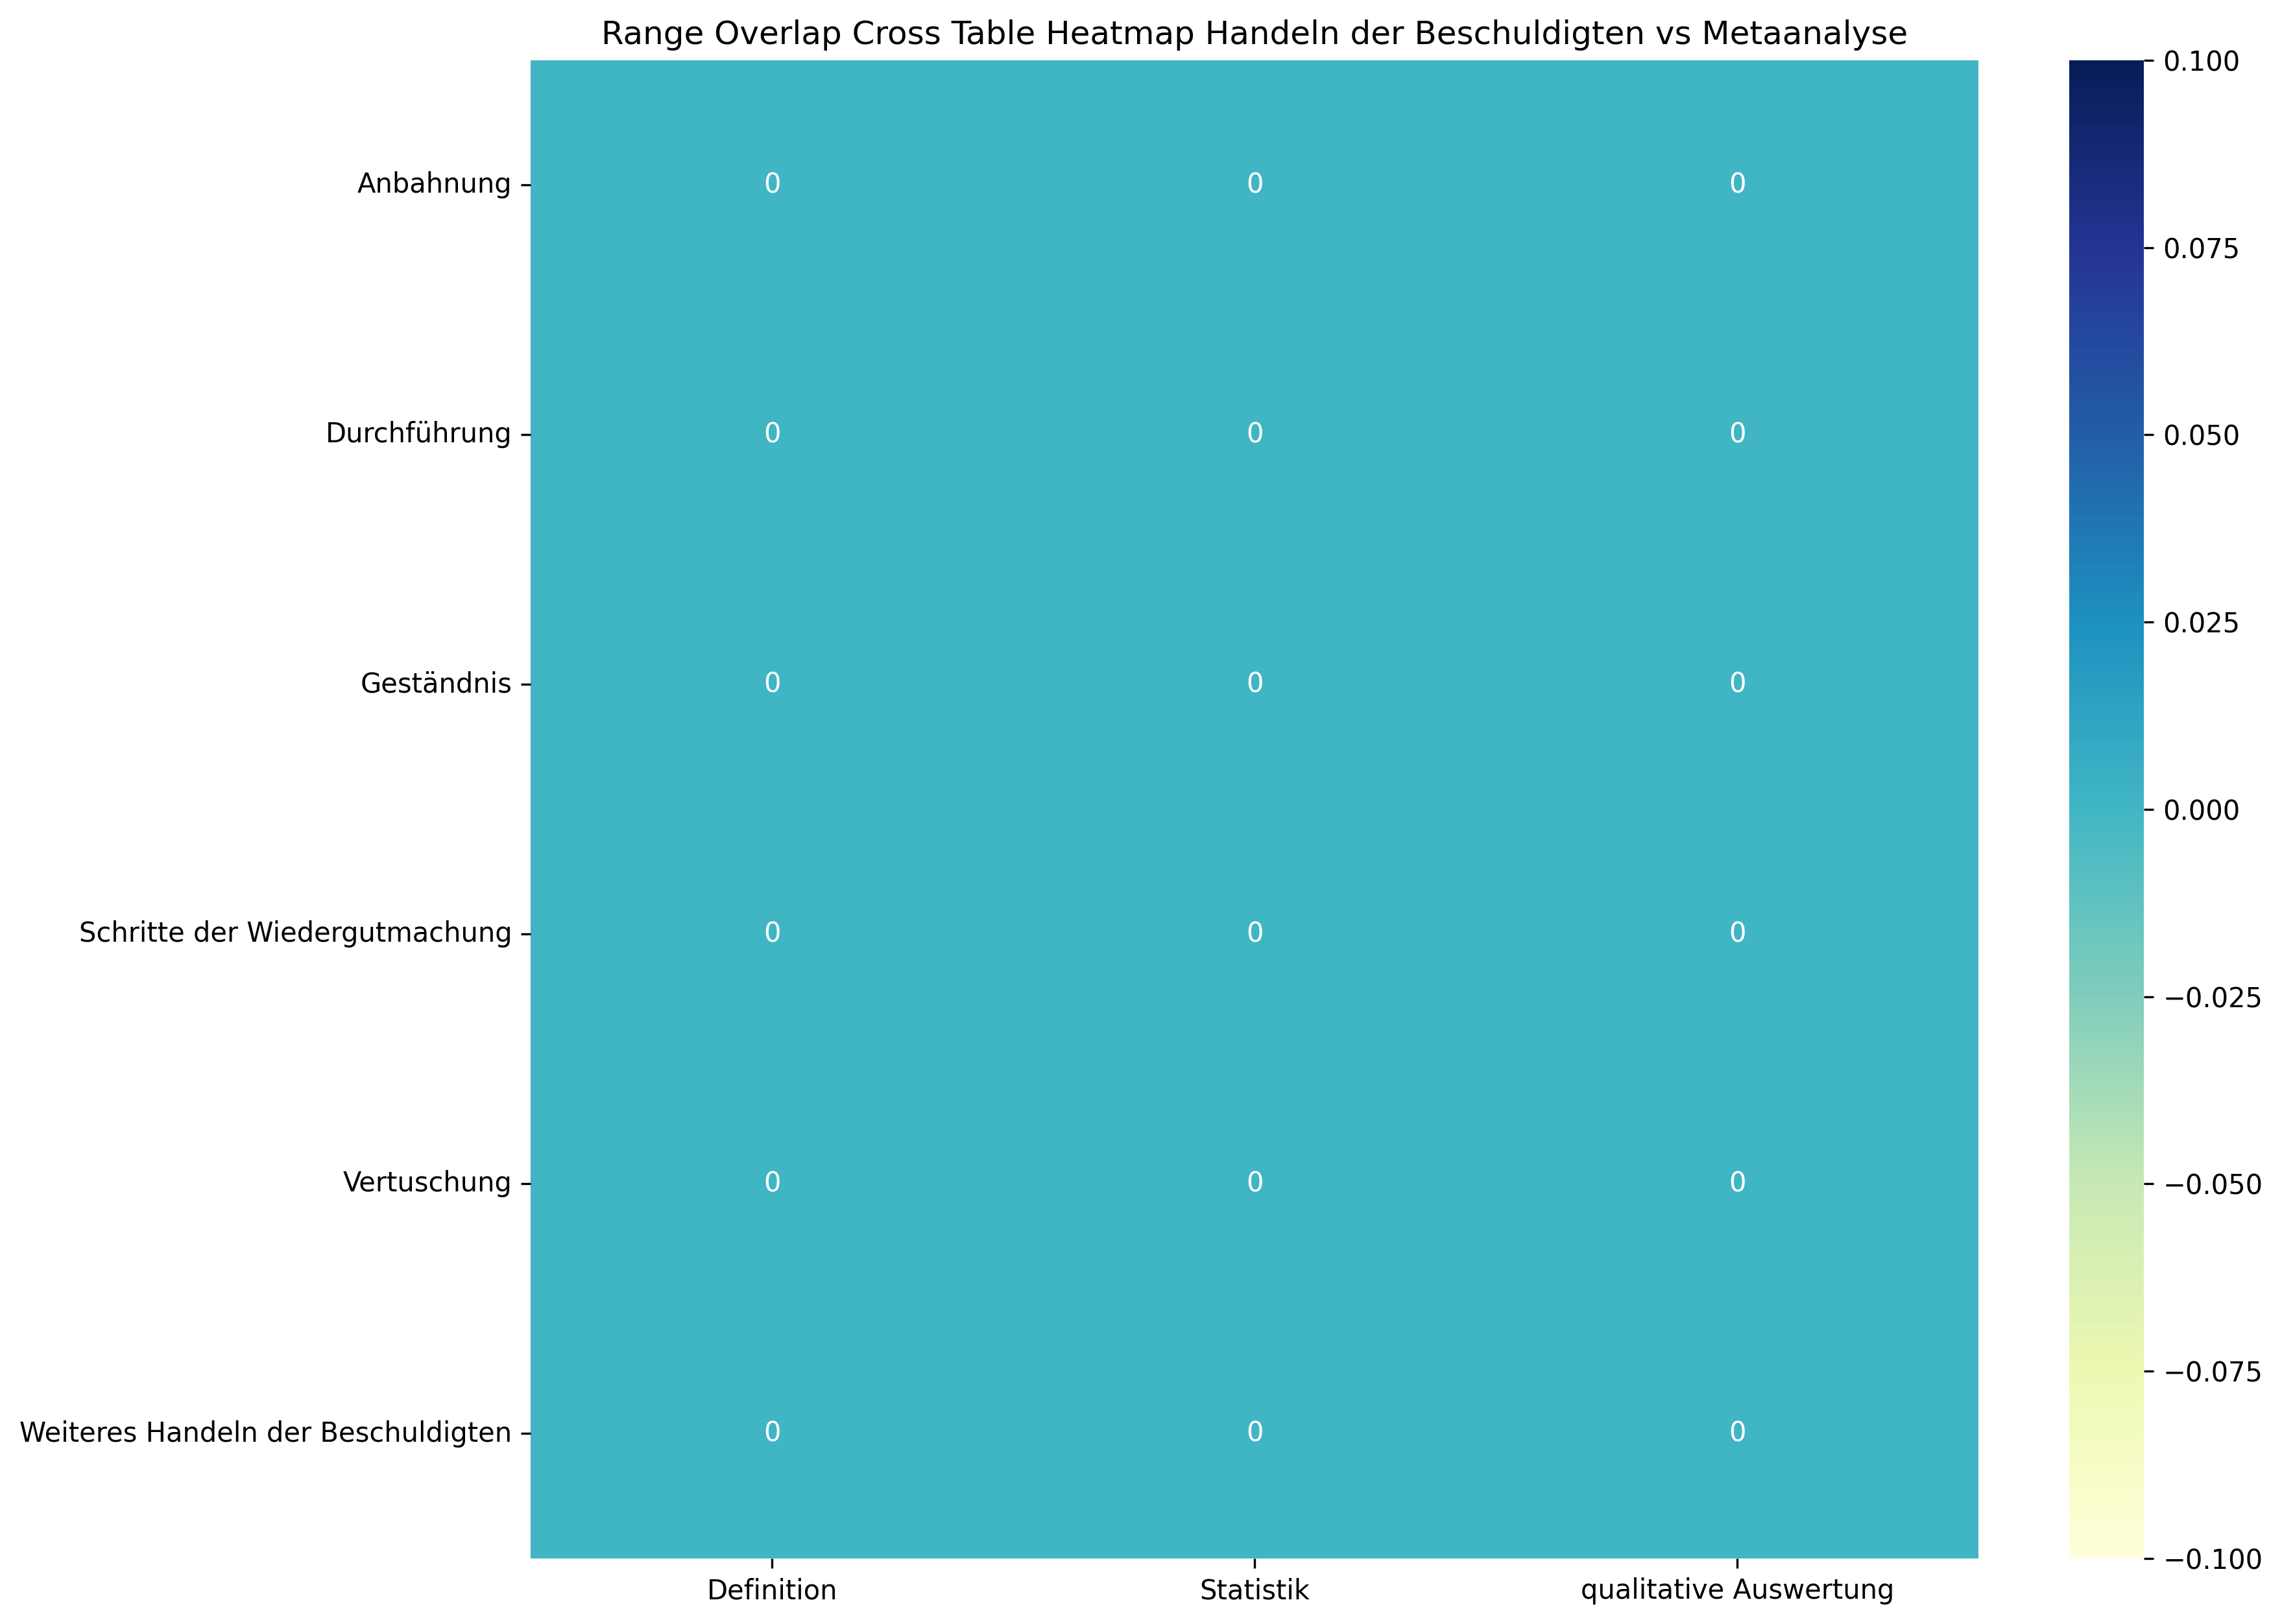 Range Overlap Cross Table Heatmap Handeln der Beschuldigten vs Metaanalyse
Anbahnung 0 0 0
Durchführung 0 0 0
Geständnis 0 0 0
Schritte der Wiedergutmachung 0 0 0
Vertuschung 0 0 0
Weiteres Handeln der Beschuldigten 0 0 0
Definition Statistik qualitative Auswertung
0.100
0.075
0.050
0.025
0.000
−0.025
−0.050
−0.075
−0.100